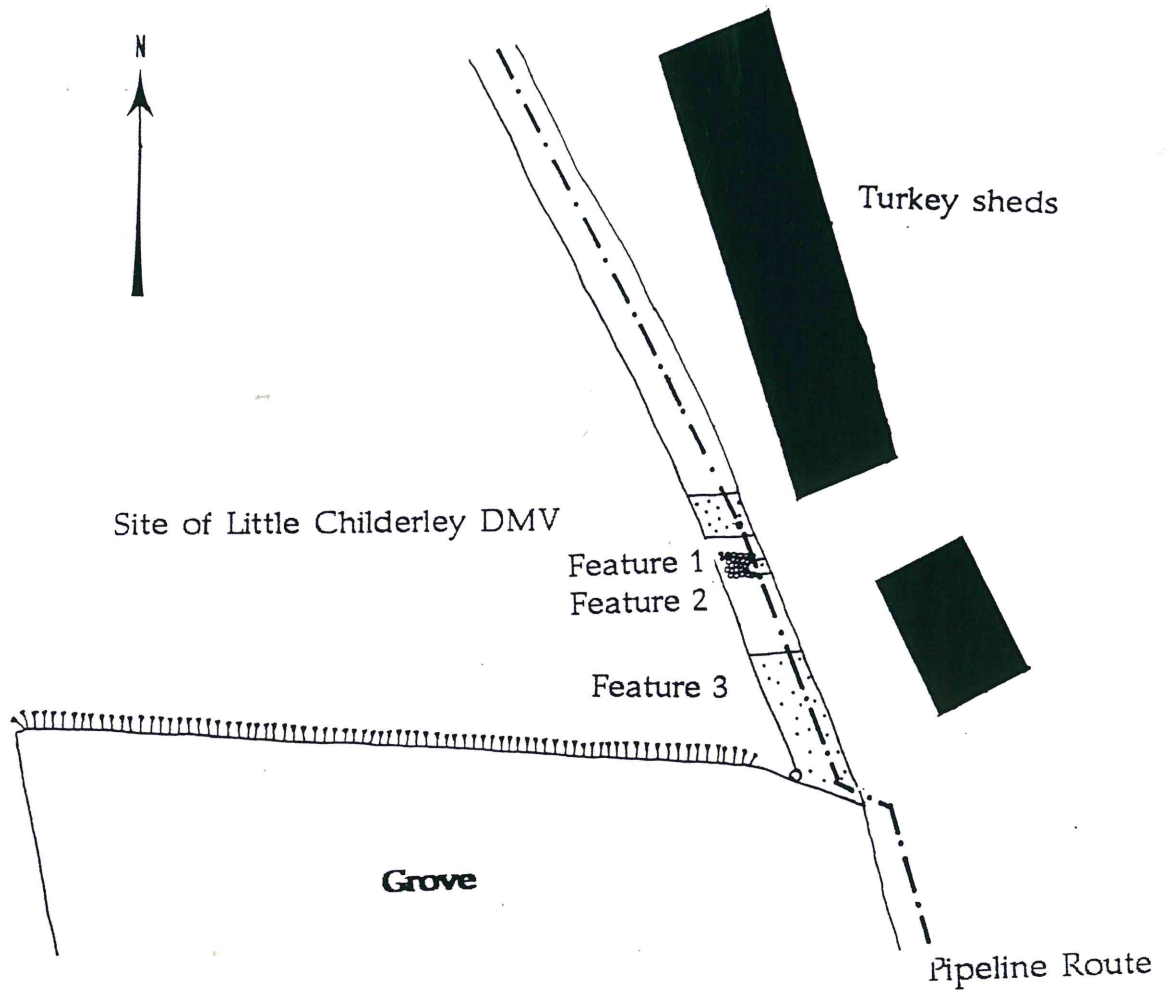 N
Turkey sheds
Site of Little Childerley DMV
Feature 1
Feature 2
Feature 3
Grove
Pipeline Route